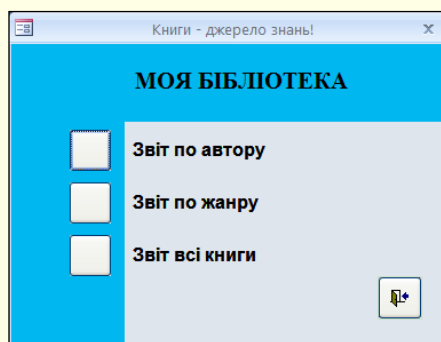 Книги - джерело знань!
МОЯ БІБЛІОТЕКА
Звіт по автору
Звіт по жанру
Звіт всі книги